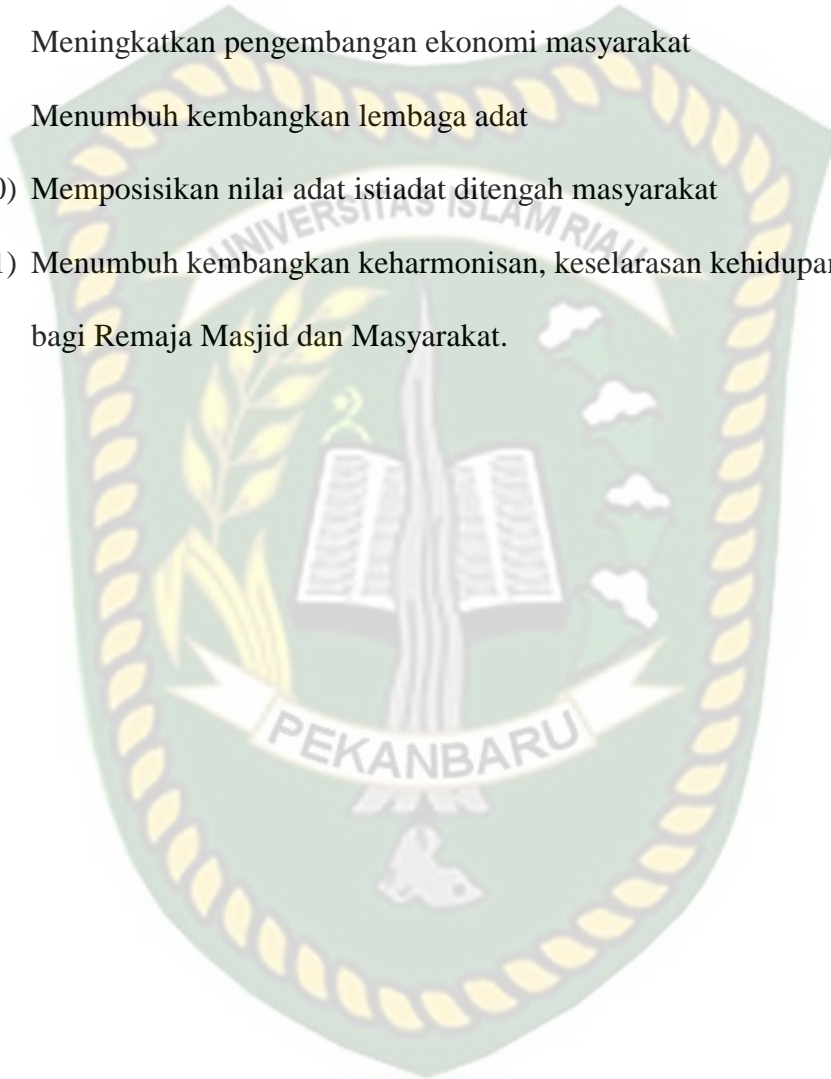 Meningkatkan pengembangan ekonomi masyarakat
Menumbuh kembangkan lembaga adat
0) Memposisikan nilai adat istiadat ditengah masyarakat
1) Menumbuh kembangkan keharmonisan, keselarasan kehidupan
bagi Remaja Masjid dan Masyarakat.
UNIVERSITAS ISLAM RIAU
PEKANBARU